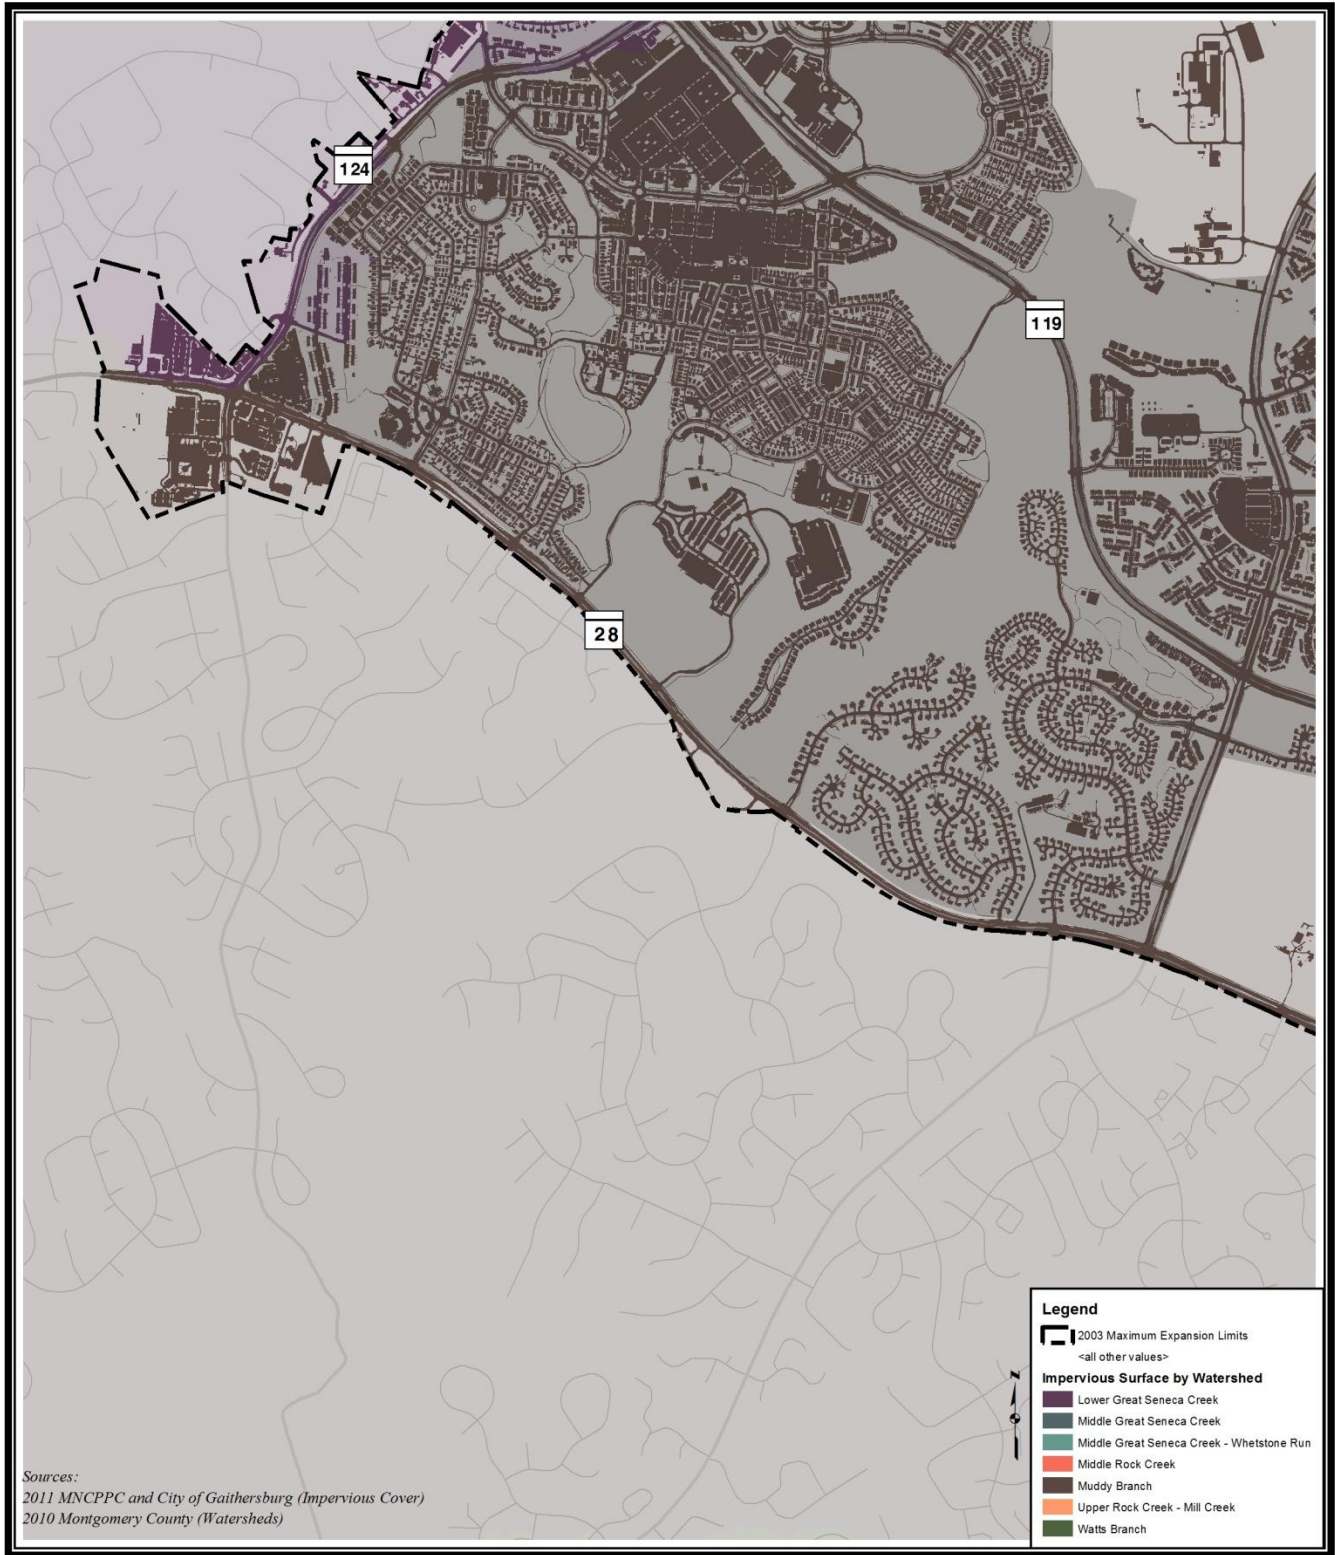 124
119
28
Legend
2003 Maximum Expansion Limits
<all other values>
Impervious Surface by Watershed
Lower Great Seneca Creek
Middle Great Seneca Creek
Middle Great Seneca Creek - Whetstone Run
Middle Rock Creek
Muddy Branch
Upper Rock Creek - Mill Creek
Watts Branch
N
Sources:
2011 MNCPPC and City of Gaithersburg (Impervious Cover)
2010 Montgomery County (Watersheds)